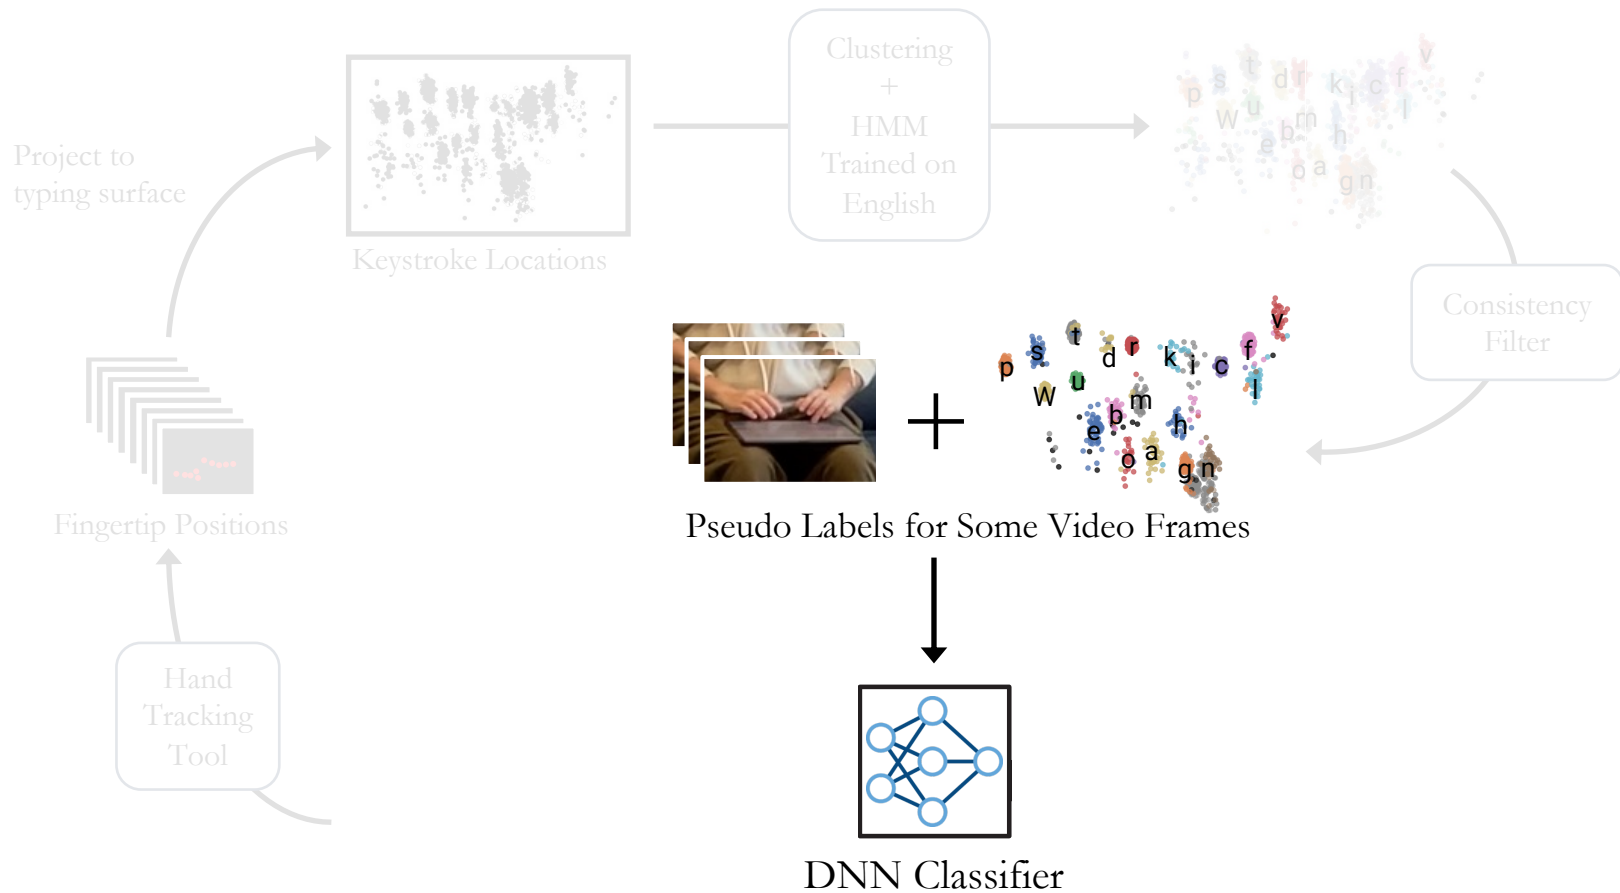 Project to
typing surface
Keystroke Locations
Clustering
+
HMM
Trained on
English
p s t d r k i c f v
w u b m h l
e o a g n
Consistency
Filter
Fingertip Positions
Hand
Tracking
Tool
+
p s t d r k i c f v
w u b m h l
e o a g n
Pseudo Labels for Some Video Frames
DNN Classifier